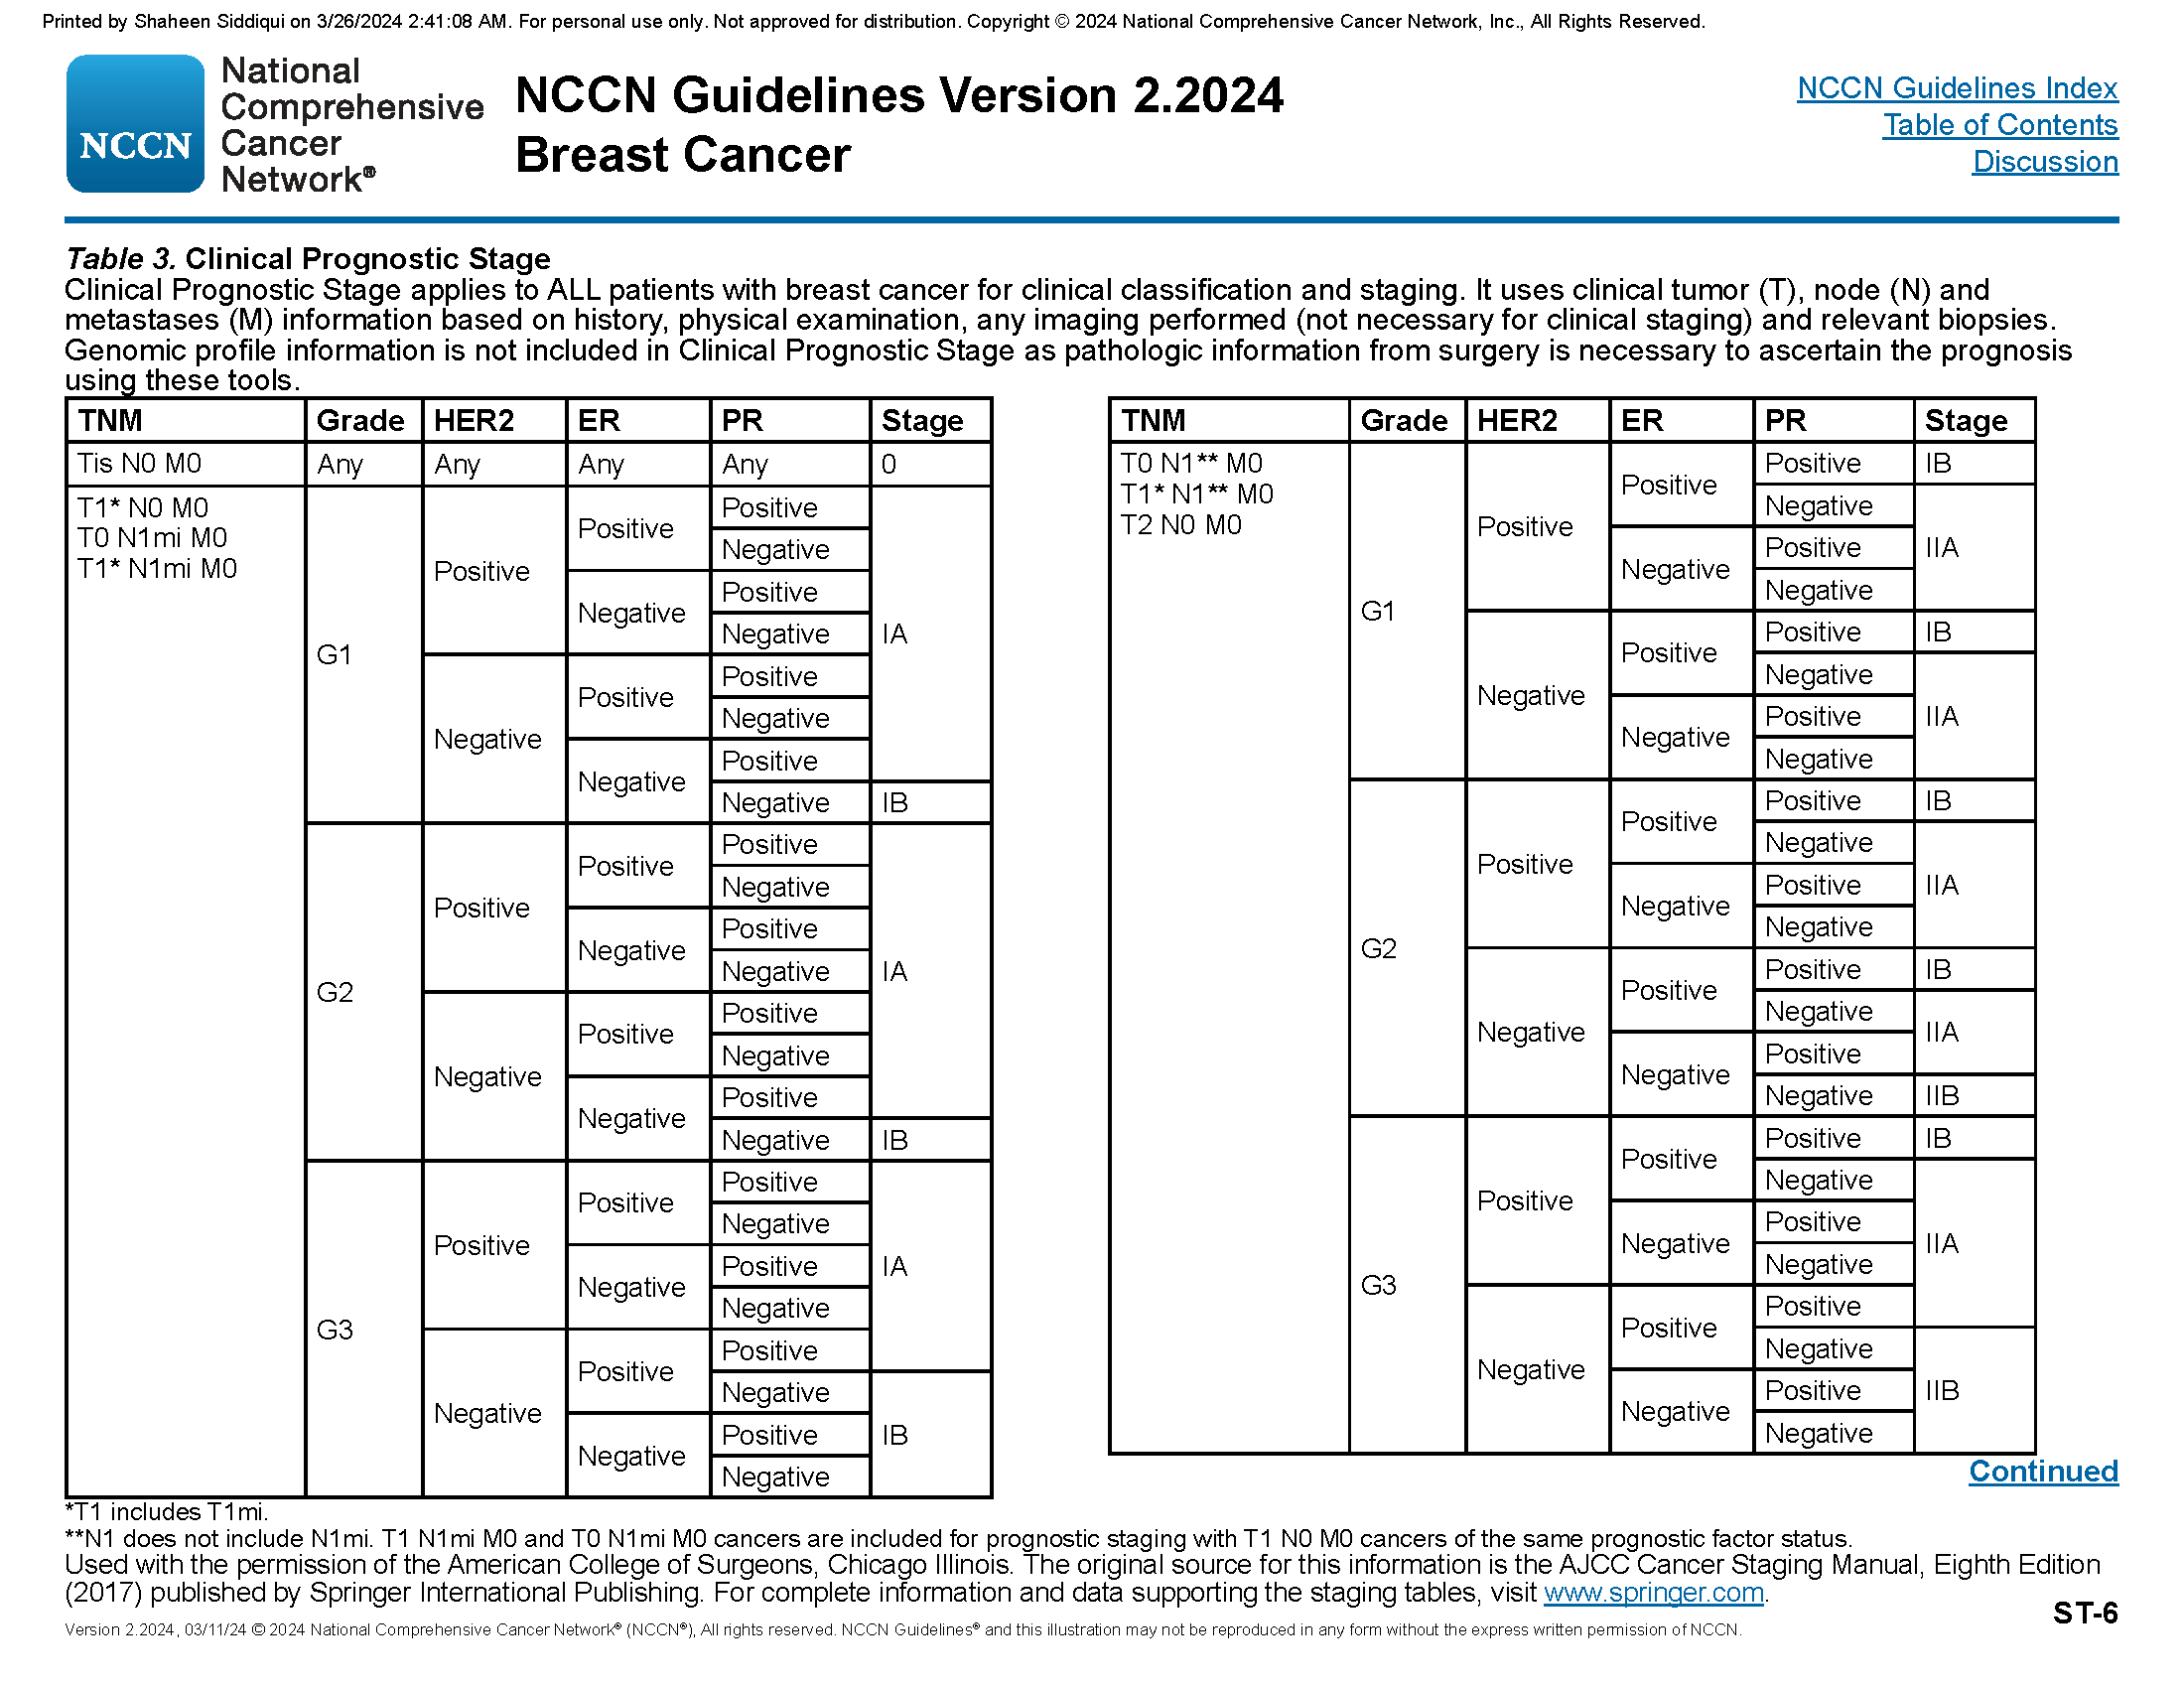 Printed by Shaheen Siddiqui on 3/26/2024 2:41:08 AM. For personal use only. Not approved for distribution. Copyright © 2024 National Comprehensive Cancer Network, Inc., All Rights Reserved.
NCCN
National
Comprehensive
Cancer
Network®
NCCN Guidelines Version 2.2024
Breast Cancer
NCCN Guidelines Index
Table of Contents
Discussion
Table 3. Clinical Prognostic Stage
Clinical Prognostic Stage applies to ALL patients with breast cancer for clinical classification and staging. It uses clinical tumor (T), node (N) and
metastases (M) information based on history, physical examination, any imaging performed (not necessary for clinical staging) and relevant biopsies.
Genomic profile information is not included in Clinical Prognostic Stage as pathologic information from surgery is necessary to ascertain the prognosis
using these tools.
TNM Grade HER2 ER PR Stage
Tis N0 M0 Any Any Any Any 0
T1* N0 M0
T0 N1mi M0
T1* N1mi M0
G1 Positive Positive Positive IA
Negative
Negative Positive
Negative
Negative Positive Positive
Negative
Negative Positive
Negative IB
G2 Positive Positive Positive IA
Negative
Negative Positive
Negative
Negative Positive Positive
Negative
Negative Positive
Negative IB
G3 Positive Positive Positive IA
Negative
Negative Positive
Negative
Negative Positive Positive
Negative IB
Negative Positive
Negative
TNM Grade HER2 ER PR Stage
T0 N1** M0
T1* N1** M0
T2 N0 M0
G1 Positive Positive Positive IB
Negative IIA
Negative Positive
Negative
Negative Positive Positive IB
Negative IIA
Negative Positive
Negative
G2 Positive Positive Positive IB
Negative IIA
Negative Positive
Negative
Negative Positive Positive IB
Negative IIA
Negative Positive
Negative IIB
G3 Positive Positive Positive IB
Negative IIA
Negative Positive
Negative
Negative Positive Positive
Negative IIB
Negative Positive
Negative
Continued
*T1 includes T1mi.
**N1 does not include N1mi. T1 N1mi M0 and T0 N1mi M0 cancers are included for prognostic staging with T1 N0 M0 cancers of the same prognostic factor status.
Used with the permission of the American College of Surgeons, Chicago Illinois. The original source for this information is the AJCC Cancer Staging Manual, Eighth Edition
(2017) published by Springer International Publishing. For complete information and data supporting the staging tables, visit www.springer.com.
ST-6
Version 2.2024, 03/11/24 © 2024 National Comprehensive Cancer Network® (NCCN®), All rights reserved. NCCN Guidelines® and this illustration may not be reproduced in any form without the express written permission of NCCN.